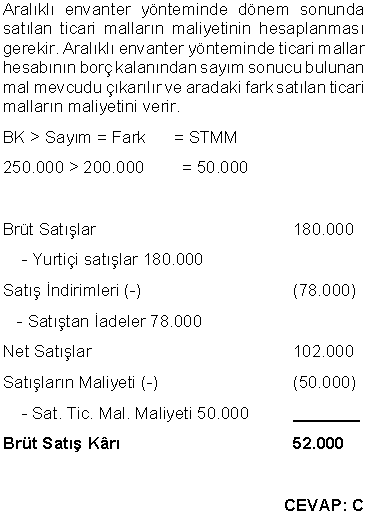 Aralıklı envanter yönteminde dönem sonunda
satılan ticari malların maliyetinin hesaplanması
gerekir. Aralıklı envanter yönteminde ticari mallar
hesabının borç kalanından sayım sonucu bulunan
mal mevcudu çıkarılır ve aradaki fark satılan ticari
malların maliyetini verir.
BK > Sayım = Fark = STMM
250.000 > 200.000 = 50.000
Brüt Satışlar 180.000
- Yurtiçi satışlar 180.000
Satış İndirimleri (-) (78.000)
- Satıştan İadeler 78.000
Net Satışlar 102.000
Satışların Maliyeti (-) (50.000)
- Sat. Tic. Mal. Maliyeti 50.000
Brüt Satış Kârı 52.000
CEVAP: C